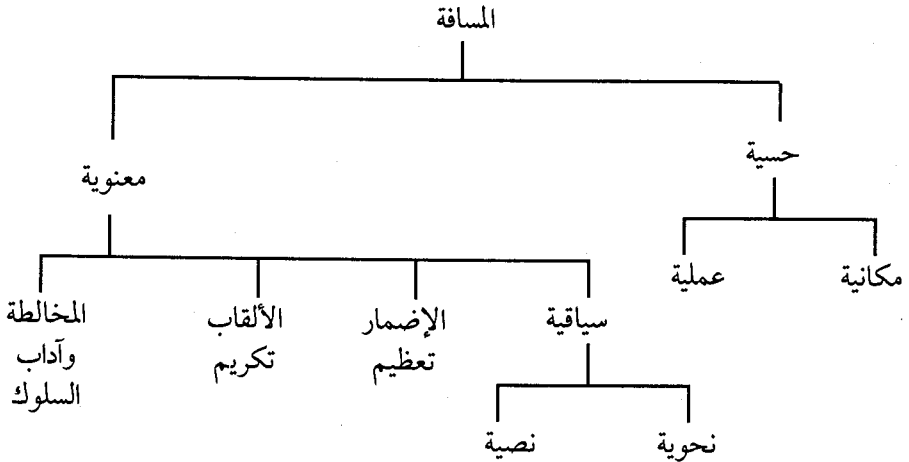 المسافة
حسية
معنوية
مكانية
عملية
سياقية
الإضمار
تعظيم
الألقاب
تكريم
المخالطة
وآداب
السلوك
نحوية
نصية